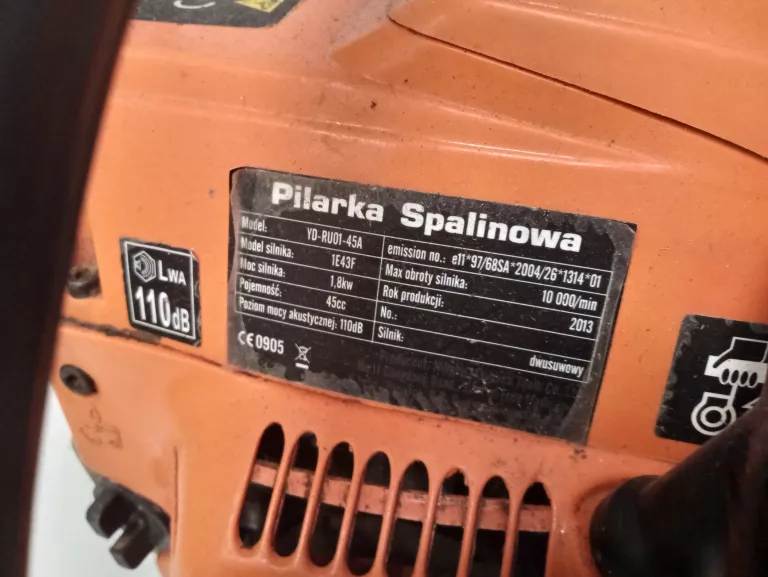 Pilarka Spalinowa
Model: YD-RU01-45A
Model silnika: 1E43F
Moc silnika: 1,8kw
Pojemność: 45cc
Poziom mocy akustycznej: 110dB
CE 0905
emission no.: e11*97/68SA*2004/26*1314*01
Max obroty silnika: 10 000/min
Rok produkcji: 2013
No.:
Silnik: dwusuwowy
LWA
110dB